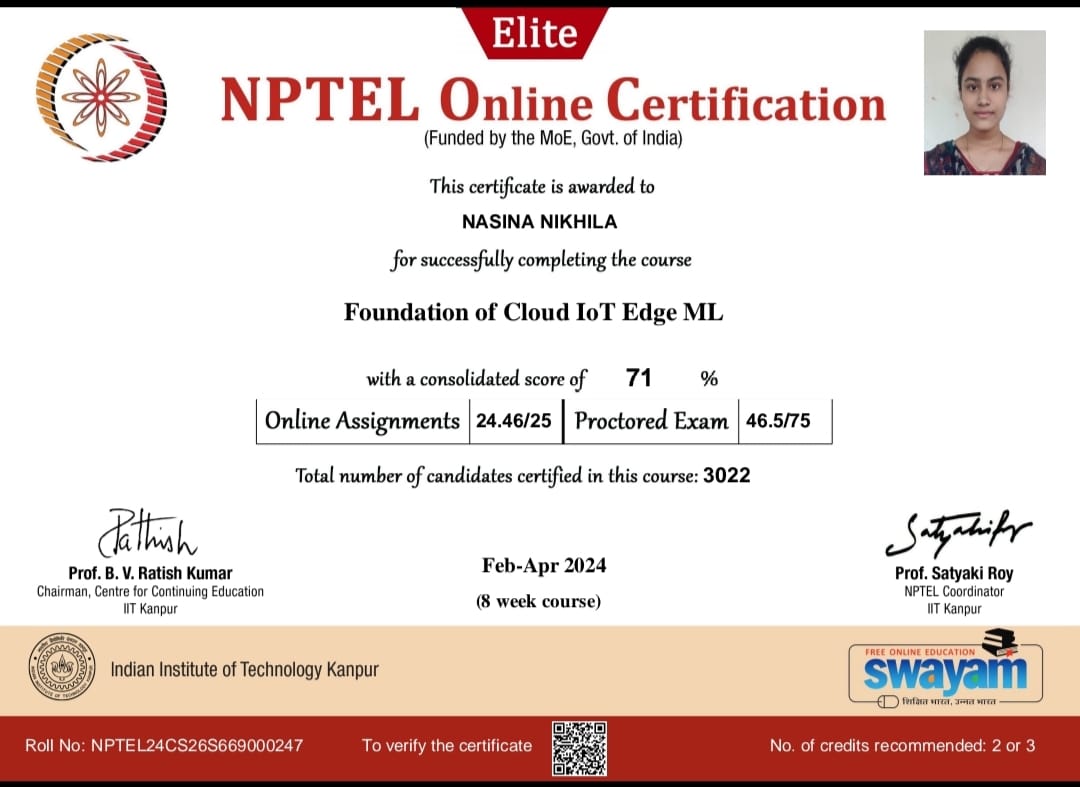 Elite
NPTEL Online Certification
(Funded by the MoE, Govt. of India)
This certificate is awarded to
NASINA NIKHILA
for successfully completing the course
Foundation of Cloud IoT Edge ML
with a consolidated score of 71 %
Online Assignments 24.46/25 Proctored Exam 46.5/75
Total number of candidates certified in this course: 3022
Prof. B. V. Ratish Kumar
Chairman, Centre for Continuing Education
IIT Kanpur
Feb-Apr 2024
(8 week course)
Prof. Satyaki Roy
NPTEL Coordinator
IIT Kanpur
Indian Institute of Technology Kanpur
FREE ONLINE EDUCATION
swayam
शिक्षित भारत, उन्नत भारत
Roll No: NPTEL24CS26S669000247
To verify the certificate
No. of credits recommended: 2 or 3